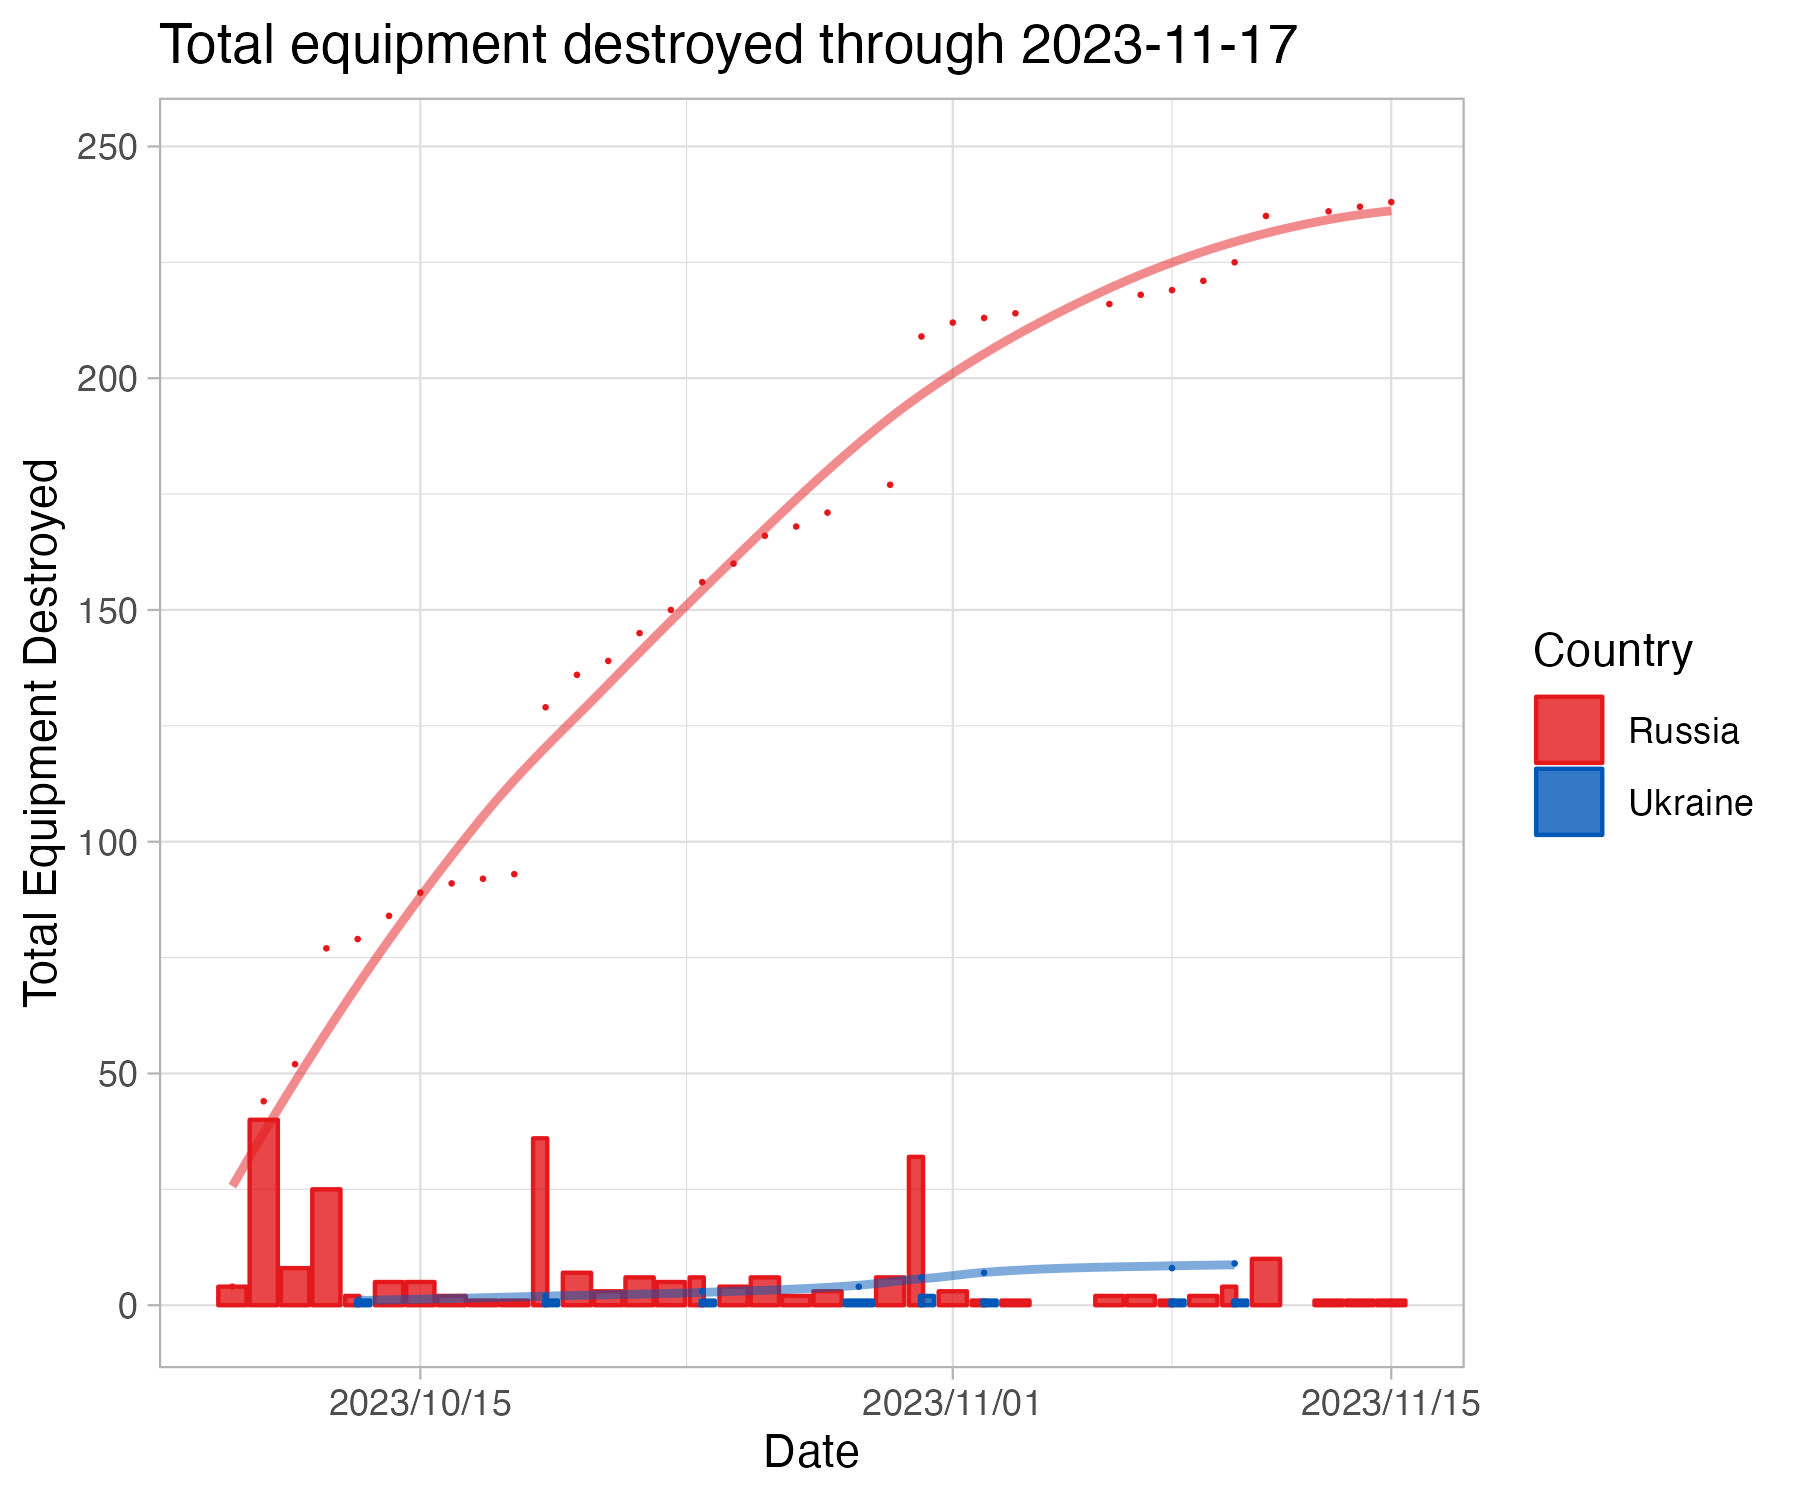 Total equipment destroyed through 2023-11-17
Total Equipment Destroyed
250
200
150
100
50
0
2023/10/15
2023/11/01
2023/11/15
Date
Country
Russia
Ukraine